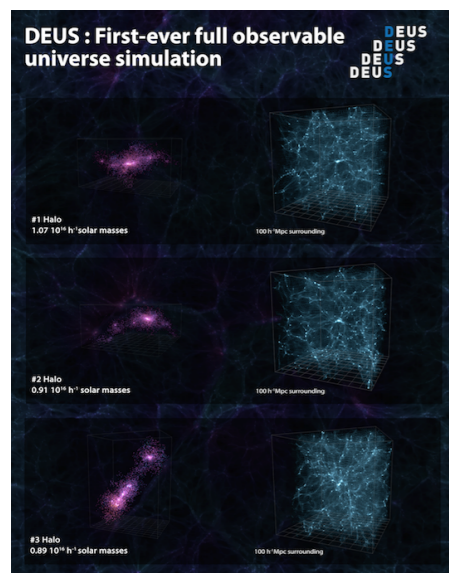 DEUS : First-ever full observable
universe simulation
DEUS
DEUS
DEUS
DEUS
#1 Halo
1.07 10¹⁶ h⁻¹ solar masses
100 h⁻¹Mpc surrounding
#2 Halo
0.91 10¹⁶ h⁻¹ solar masses
100 h⁻¹Mpc surrounding
#3 Halo
0.89 10¹⁶ h⁻¹ solar masses
100 h⁻¹Mpc surrounding